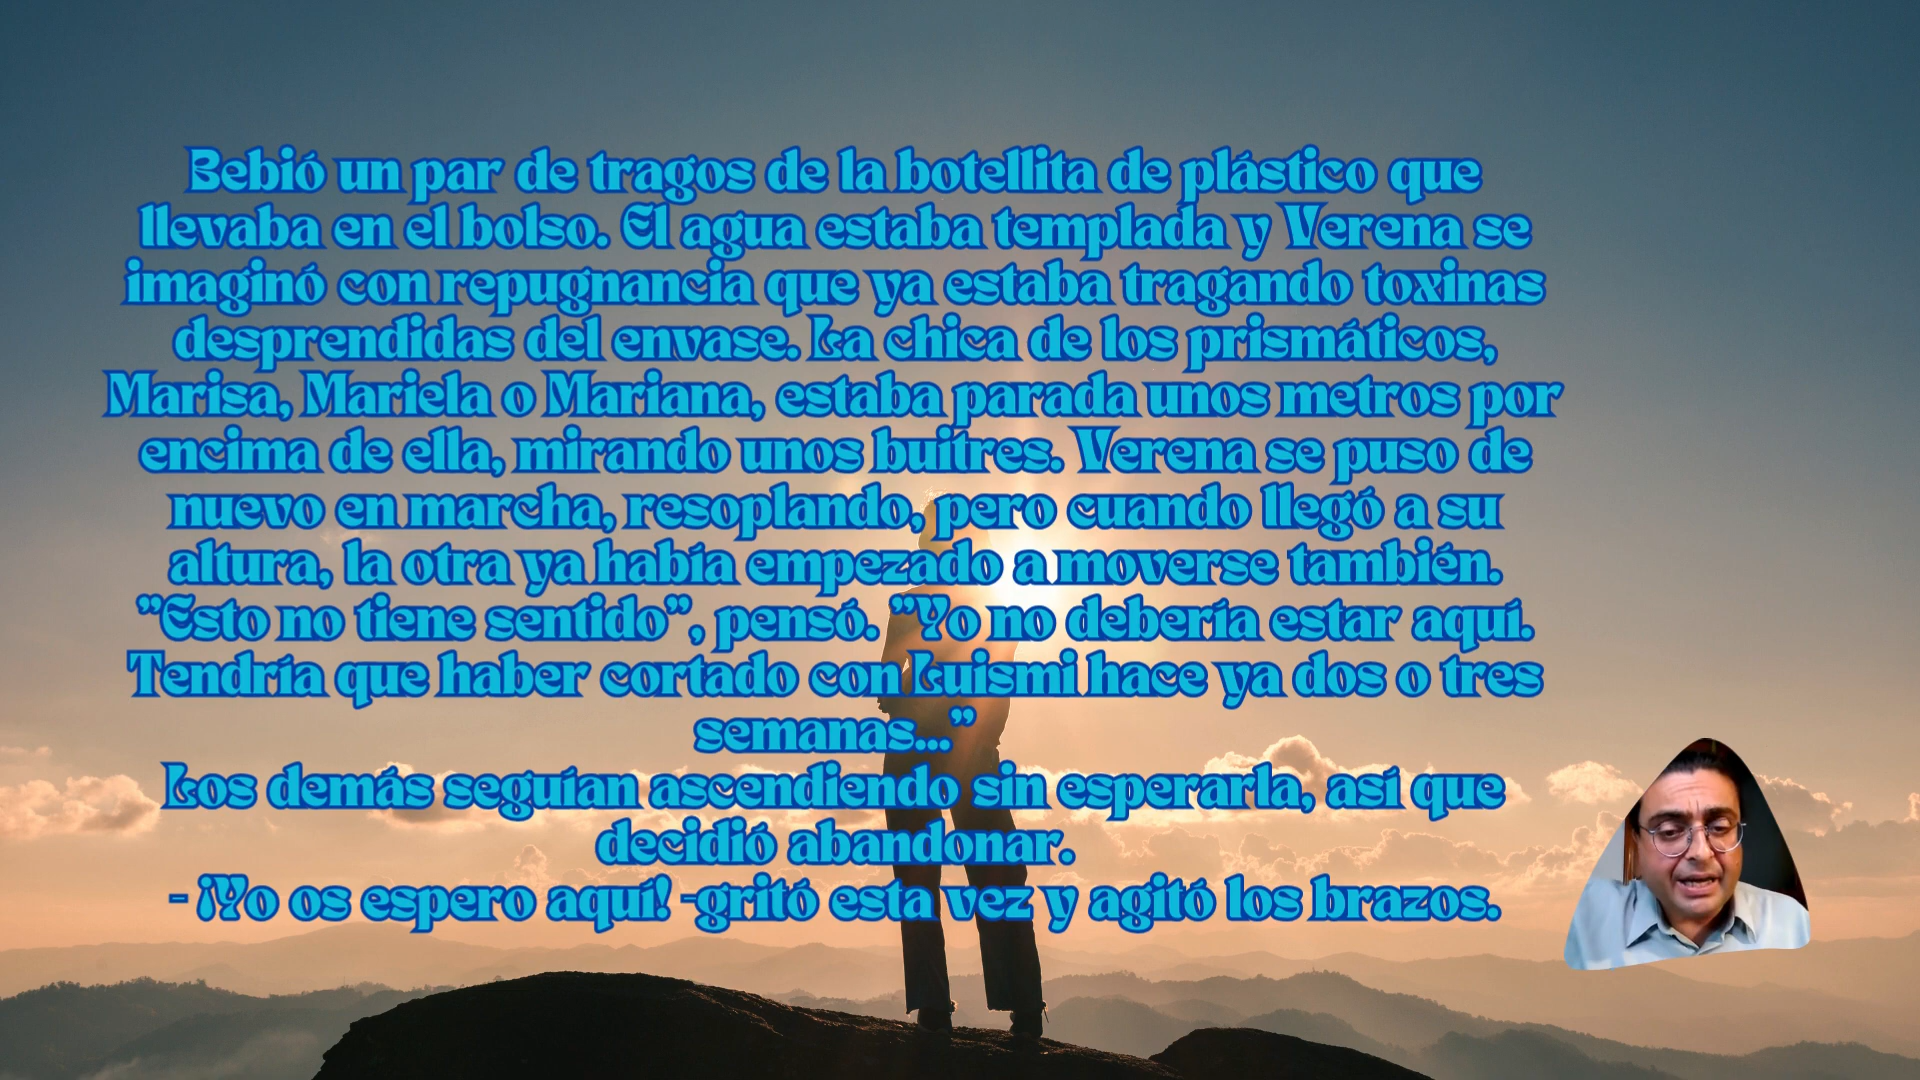 Bebió un par de tragos de la botellita de plástico que
llevaba en el bolso. El agua estaba templada y Verena se
imaginó con repugnancia que ya estaba tragando toxinas
desprendidas del envase. La chica de los prismáticos,
Marisa, Mariela o Mariana, estaba parada unos metros por
encima de ella, mirando unos buitres. Verena se puso de
nuevo en marcha, resoplando, pero cuando llegó a su
altura, la otra ya había empezado a moverse también.
"Esto no tiene sentido", pensó. "Yo no debería estar aquí.
Tendría que haber cortado con Luismi hace ya dos o tres
semanas..."
Los demás seguían ascendiendo sin esperarla, así que
decidió abandonar.
- ¡Yo os espero aquí! -gritó esta vez y agitó los brazos.